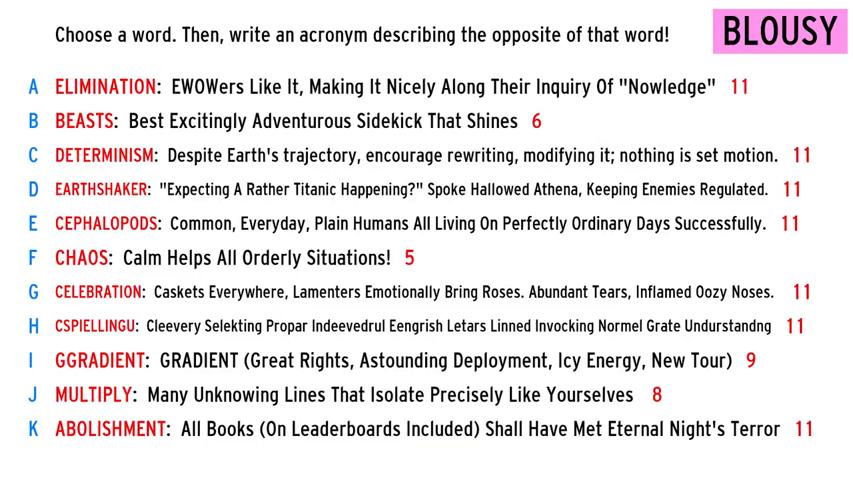 Choose a word. Then, write an acronym describing the opposite of that word!
BLOUSY
A ELIMINATION: EWOWers Like It, Making It Nicely Along Their Inquiry Of "Nowledge" 11
B BEASTS: Best Excitingly Adventurous Sidekick That Shines 6
C DETERMINISM: Despite Earth's trajectory, encourage rewriting, modifying it; nothing is set motion. 11
D EARTHSHAKER: "Expecting A Rather Titanic Happening?" Spoke Hallowed Athena, Keeping Enemies Regulated. 11
E CEPHALOPODS: Common, Everyday, Plain Humans All Living On Perfectly Ordinary Days Successfully. 11
F CHAOS: Calm Helps All Orderly Situations! 5
G CELEBRATION: Caskets Everywhere, Lamenters Emotionally Bring Roses. Abundant Tears, Inflamed Oozy Noses. 11
H CSPIELLINGU: Cleevery Selekting Propar Indeevedrul Eengrish Letars Linned Invocking Normel Grate Undurstandng 11
I GGRADIENT: GRADIENT (Great Rights, Astounding Deployment, Icy Energy, New Tour) 9
J MULTIPLY: Many Unknowing Lines That Isolate Precisely Like Yourselves 8
K ABOLISHMENT: All Books (On Leaderboards Included) Shall Have Met Eternal Night's Terror 11